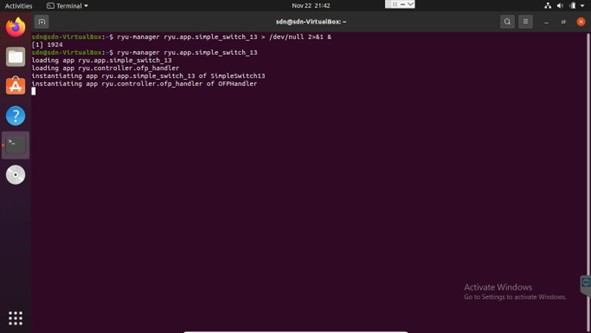 Activities
Terminal
Nov 22 21:42
sdn@sdn-VirtualBox: ~
sdn@sdn-VirtualBox:~$ ryu-manager ryu.app.simple_switch_13 > /dev/null 2>&1 &
[1] 1924
sdn@sdn-VirtualBox:~$ ryu-manager ryu.app.simple_switch_13
loading app ryu.app.simple_switch_13
loading app ryu.controller.ofp_handler
instantiating app ryu.app.simple_switch_13 of SimpleSwitch13
instantiating app ryu.controller.ofp_handler of OFPHandler
Activate Windows
Go to Settings to activate Windows.